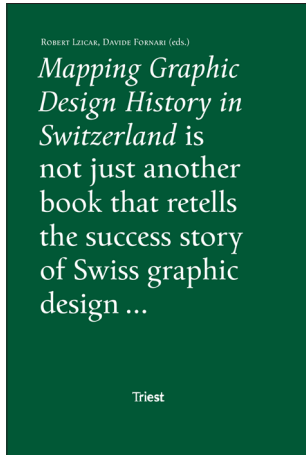 Robert Lzicar, Davide Fornari (eds.)
Mapping Graphic
Design History in
Switzerland is
not just another
book that retells
the success story
of Swiss graphic
design ...
Triest